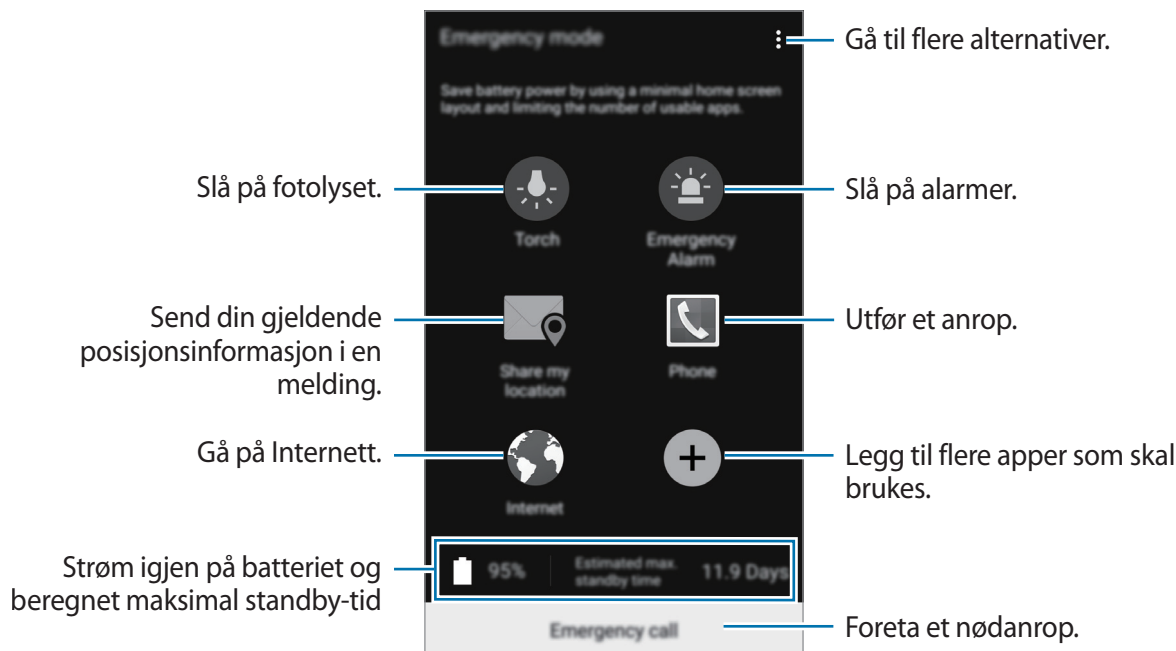 Emergency mode
Gå til flere alternativer.
Save battery power by using a minimal home screen
layout and limiting the number of usable apps.
Slå på fotolyset.
Torch
Emergency
Alarm
Slå på alarmer.
Send din gjeldende
posisjonsinformasjon i en
melding.
Share my
location
Phone
Utfør et anrop.
Gå på Internett.
Internet
Legg til flere apper som skal
brukes.
Strøm igjen på batteriet og
beregnet maksimal standby-tid
95%
Estimated max.
standby time
11.9 Days
Emergency call
Foreta et nødanrop.